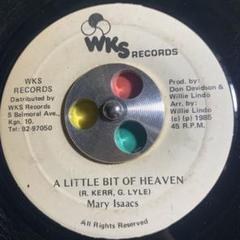 WKS
RECORDS
WKS
RECORDS
Distributed by
WKS Records
5 Belmoral Ave.,
Kgn. 10.
Tel: 92-97050
Prod. by:
Don Davidson &
Willie Lindo
Arr. by:
Willie Lindo
(c) (p) 1985
45 R.P.M.
A LITTLE BIT OF HEAVEN
(R. KERR, G. LYLE)
Mary Isaacs
All Rights Reserved